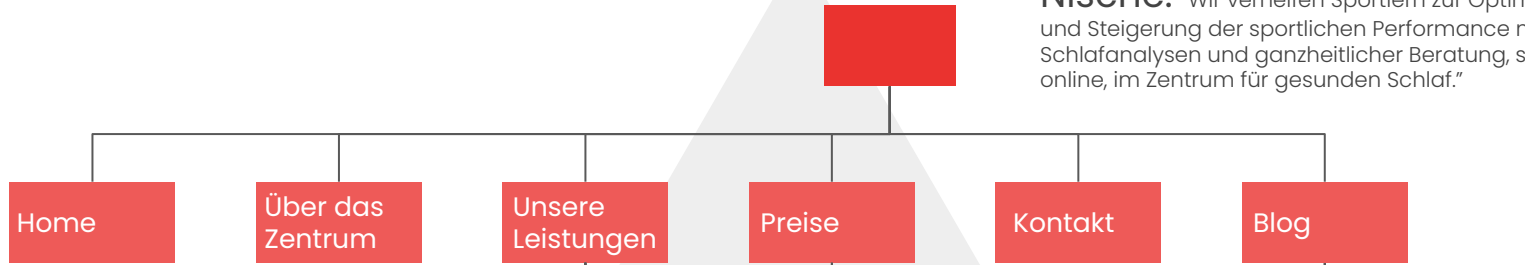 Nische: "Wir verhelfen Sportlern zur
und Steigerung der sportlichen Performance
Schlafanalysen und ganzheitlicher Beratung,
online, im Zentrum für gesunden Schlaf."
Home
Über das
Zentrum
Unsere
Leistungen
Preise
Kontakt
Blog